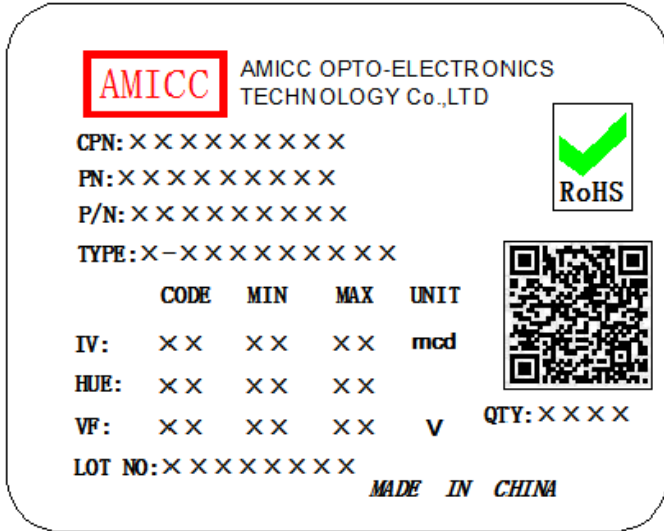 AMICC
AMICC OPTO-ELECTRONICS
TECHNOLOGY Co.,LTD
CPN:×××××××××
PN:×××××××××
P/N:×××××××××
RoHS
TYPE:×-×××××××××
CODE MIN MAX UNIT
IV: ×× ×× ×× mcd
HUE: ×× ×× ××
VF: ×× ×× ×× V
QTY:××××
LOT NO:××××××××
MADE IN CHINA